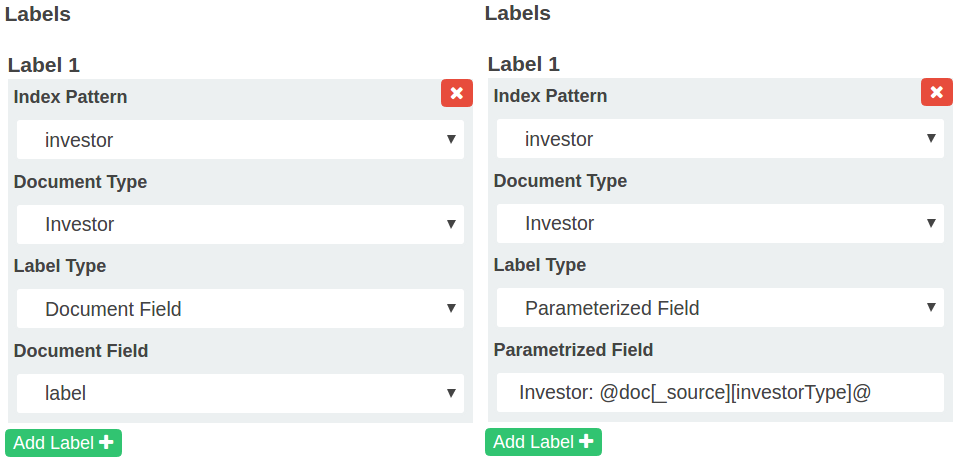 Labels
Label 1
Index Pattern
investor
Document Type
Investor
Label Type
Document Field
Document Field
label
Add Label
Labels
Label 1
Index Pattern
investor
Document Type
Investor
Label Type
Parameterized Field
Parametrized Field
Investor: @doc[_source][investorType]@
Add Label